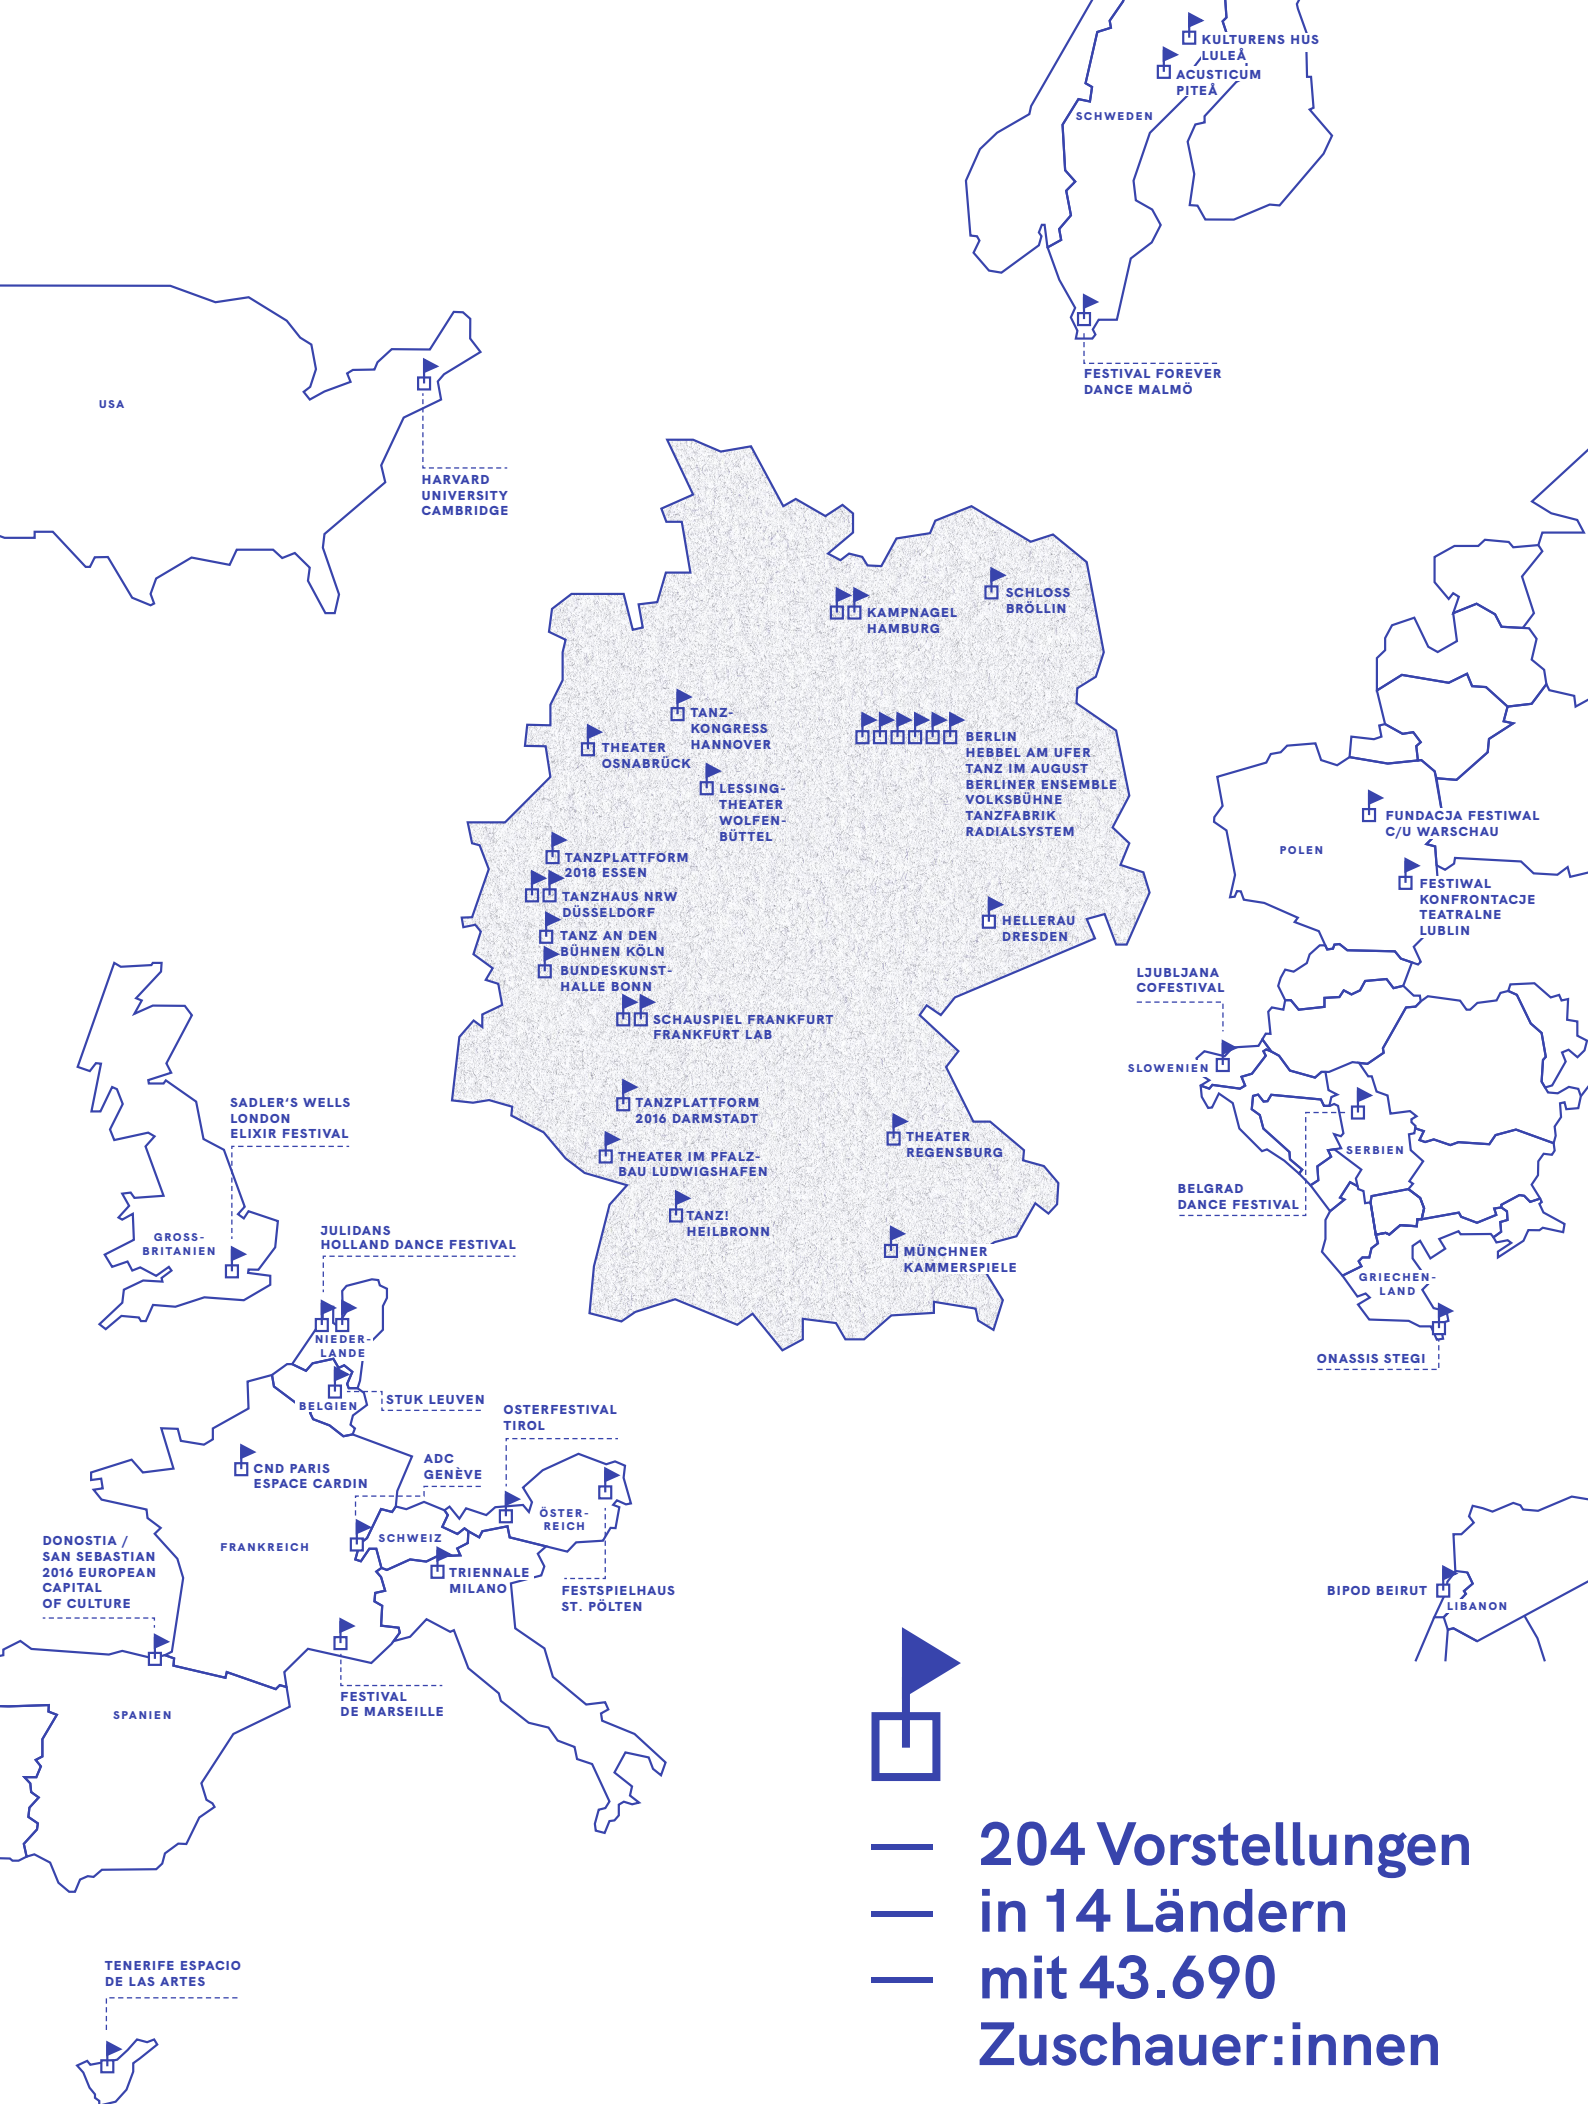 KULTURENS HUS
LULEÅ
ACUSTICUM
PITEÅ
SCHWEDEN
FESTIVAL FOREVER
DANCE MALMÖ
USA
HARVARD
UNIVERSITY
CAMBRIDGE
SCHLOSS
BRÖLLIN
KAMPNAGEL
HAMBURG
TANZ-
KONGRESS
HANNOVER
THEATER
OSNABRÜCK
LESSING-
THEATER
WOLFEN-
BÜTTEL
BERLIN
HEBBEL AM UFER
TANZ IM AUGUST
BERLINER ENSEMBLE
VOLKSBÜHNE
TANZFABRIK
RADIALSYSTEM
TANZPLATTFORM
2018 ESSEN
TANZHAUS NRW
DÜSSELDORF
TANZ AN DEN
BÜHNEN KÖLN
BUNDESKUNST-
HALLE BONN
HELLERAU
DRESDEN
SCHAUSPIEL FRANKFURT
FRANKFURT LAB
TANZPLATTFORM
2016 DARMSTADT
THEATER IM PFALZ-
BAU LUDWIGSHAFEN
THEATER
REGENSBURG
TANZ!
HEILBRONN
MÜNCHNER
KAMMERSPIELE
FUNDACJA FESTIWAL
C/U WARSCHAU
POLEN
FESTIWAL
KONFRONTACJE
TEATRALNE
LUBLIN
LJUBLJANA
COFESTIVAL
SLOWENIEN
SERBIEN
BELGRAD
DANCE FESTIVAL
GRIECHEN-
LAND
ONASSIS STEGI
SADLER'S WELLS
LONDON
ELIXIR FESTIVAL
GROSS-
BRITANIEN
JULIDANS
HOLLAND DANCE FESTIVAL
NIEDER-
LANDE
BELGIEN
STUK LEUVEN
OSTERFESTIVAL
TIROL
CND PARIS
ESPACE CARDIN
ADC
GENÈVE
ÖSTER-
REICH
SCHWEIZ
FRANKREICH
DONOSTIA /
SAN SEBASTIAN
2016 EUROPEAN
CAPITAL
OF CULTURE
TRIENNALE
MILANO
FESTSPIELHAUS
ST. PÖLTEN
FESTIVAL
DE MARSEILLE
SPANIEN
BIPOD BEIRUT
LIBANON
TENERIFE ESPACIO
DE LAS ARTES
— 204 Vorstellungen
— in 14 Ländern
— mit 43.690
Zuschauer:innen